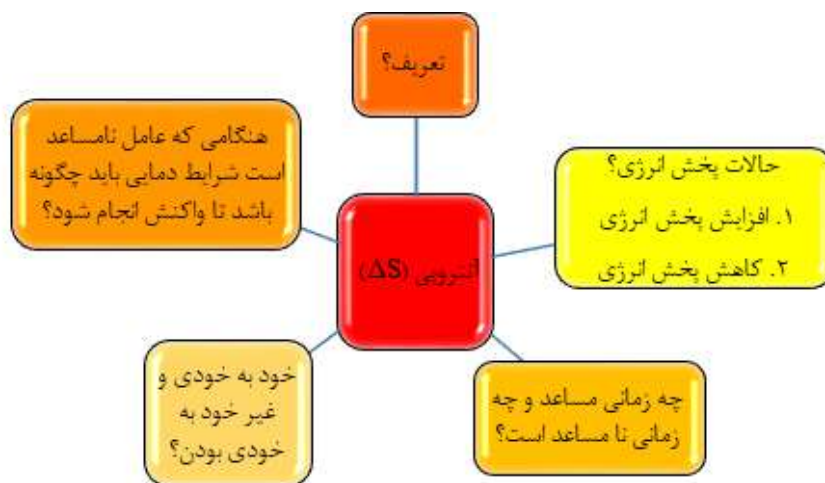 تعریف؟
هنگامی که عامل نامساعد
است شرایط دمایی باید چگونه
باشد تا واکنش انجام شود؟
حالات پخش انرژی؟
۱. افزایش پخش انرژی
۲. کاهش پخش انرژی
آنتروپی (ΔS)
خود به خودی و
غیر خود به
خودی بودن؟
چه زمانی مساعد و چه
زمانی نا مساعد است؟